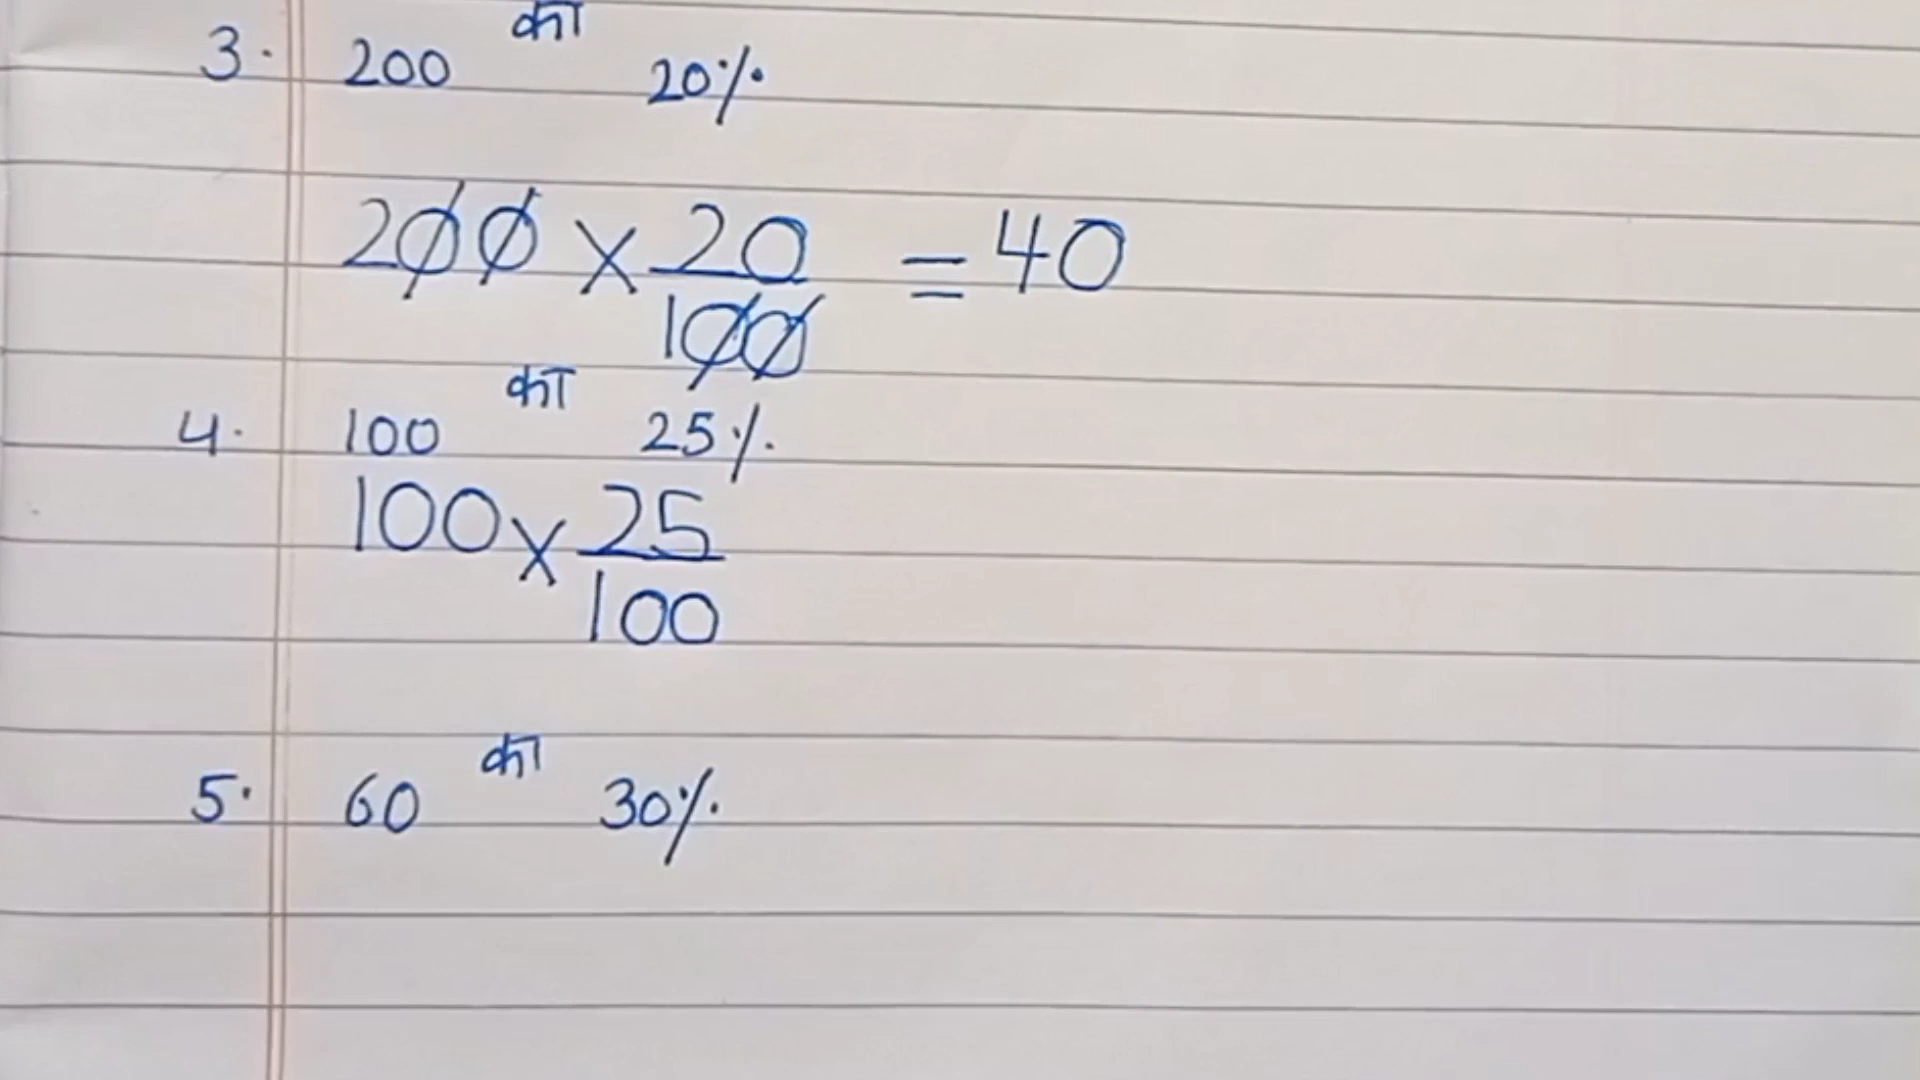 3. 200 का 20%
200 × 20/100 = 40
4. 100 का 25%
100 × 25/100
5. 60 का 30%